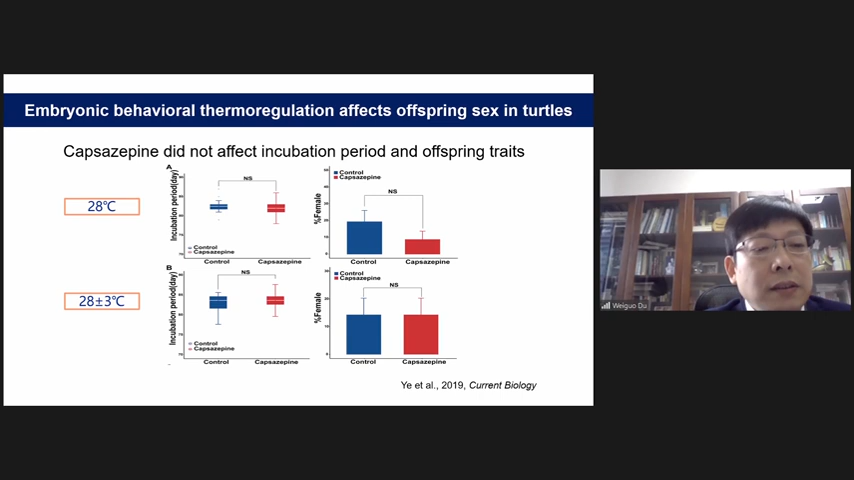 Embryonic behavioral thermoregulation affects offspring sex in turtles
Capsazepine did not affect incubation period and offspring traits
28℃
A
Incubation period(day)
NS
Control
Capsazepine
Control Capsazepine
%Female
Control
Capsazepine
NS
Control Capsazepine
28±3℃
B
Incubation period(day)
NS
Control
Capsazepine
Control Capsazepine
%Female
Control
Capsazepine
NS
Control Capsazepine
Ye et al., 2019, Current Biology
Weiguo Du